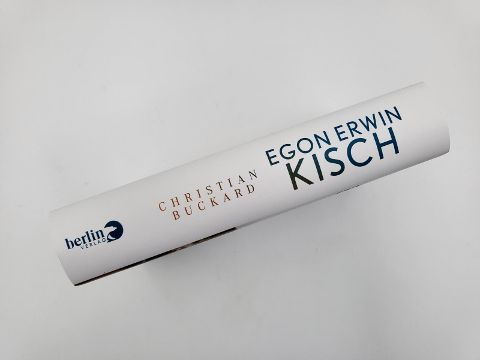 berlin
VERLAG
CHRISTIAN
BUCKARD
EGON ERWIN
KISCH